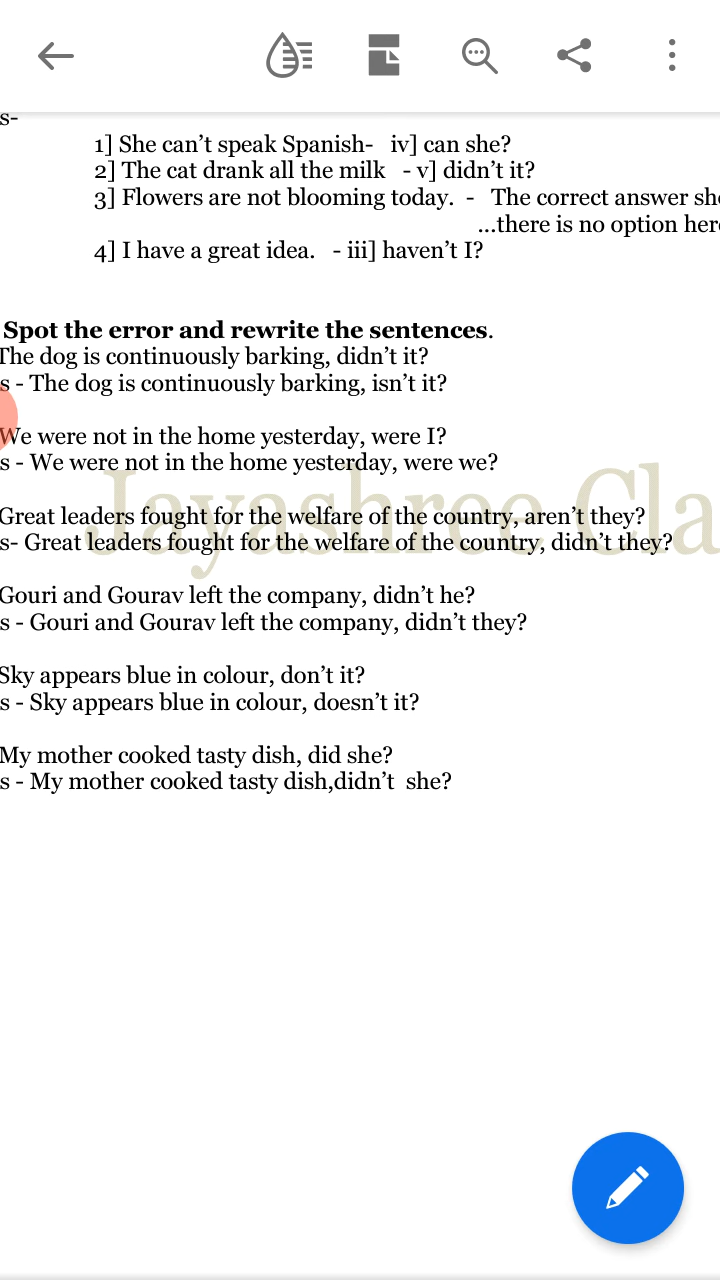 s-
1] She can't speak Spanish- iv] can she?
2] The cat drank all the milk - v] didn't it?
3] Flowers are not blooming today. - The correct answer
...there is no option
4] I have a great idea. - iii] haven't I?
Spot the error and rewrite the sentences.
The dog is continuously barking, didn't it?
s - The dog is continuously barking, isn't it?
We were not in the home yesterday, were I?
s - We were not in the home yesterday, were we?
Jayashree Cla
Great leaders fought for the welfare of the country, aren't they?
s- Great leaders fought for the welfare of the country, didn't they?
Gouri and Gourav left the company, didn't he?
s - Gouri and Gourav left the company, didn't they?
Sky appears blue in colour, don't it?
s - Sky appears blue in colour, doesn't it?
My mother cooked tasty dish, did she?
s - My mother cooked tasty dish,didn't she?